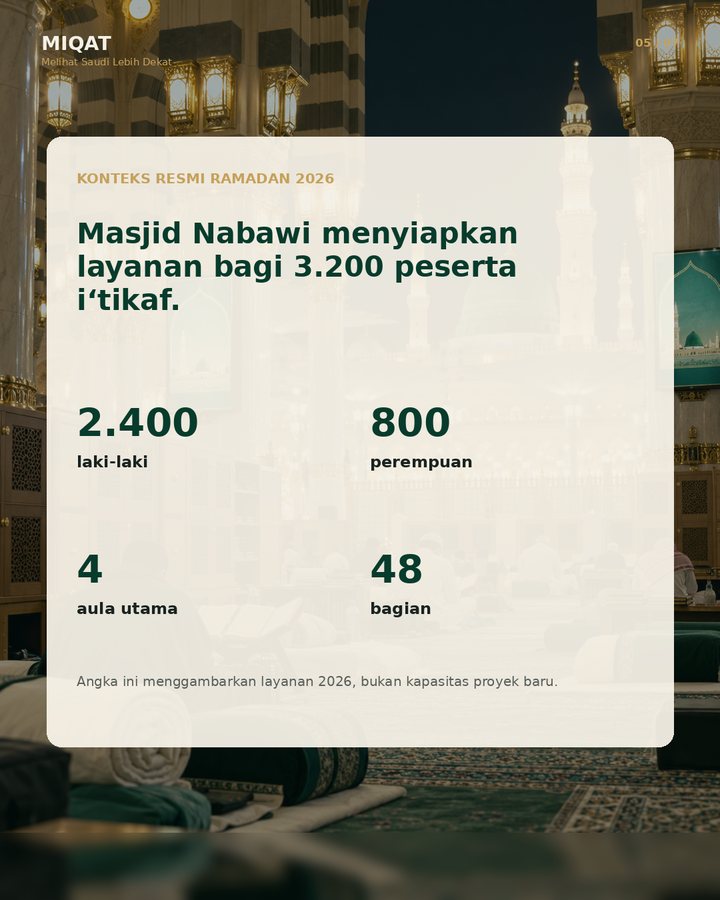 MIQAT
Melihat Saudi Lebih Dekat
05
KONTEKS RESMI RAMADAN 2026
Masjid Nabawi menyiapkan
layanan bagi 3.200 peserta
i‘tikaf.
2.400
800
laki-laki
perempuan
4
48
aula utama
bagian
Angka ini menggambarkan layanan 2026, bukan kapasitas proyek baru.